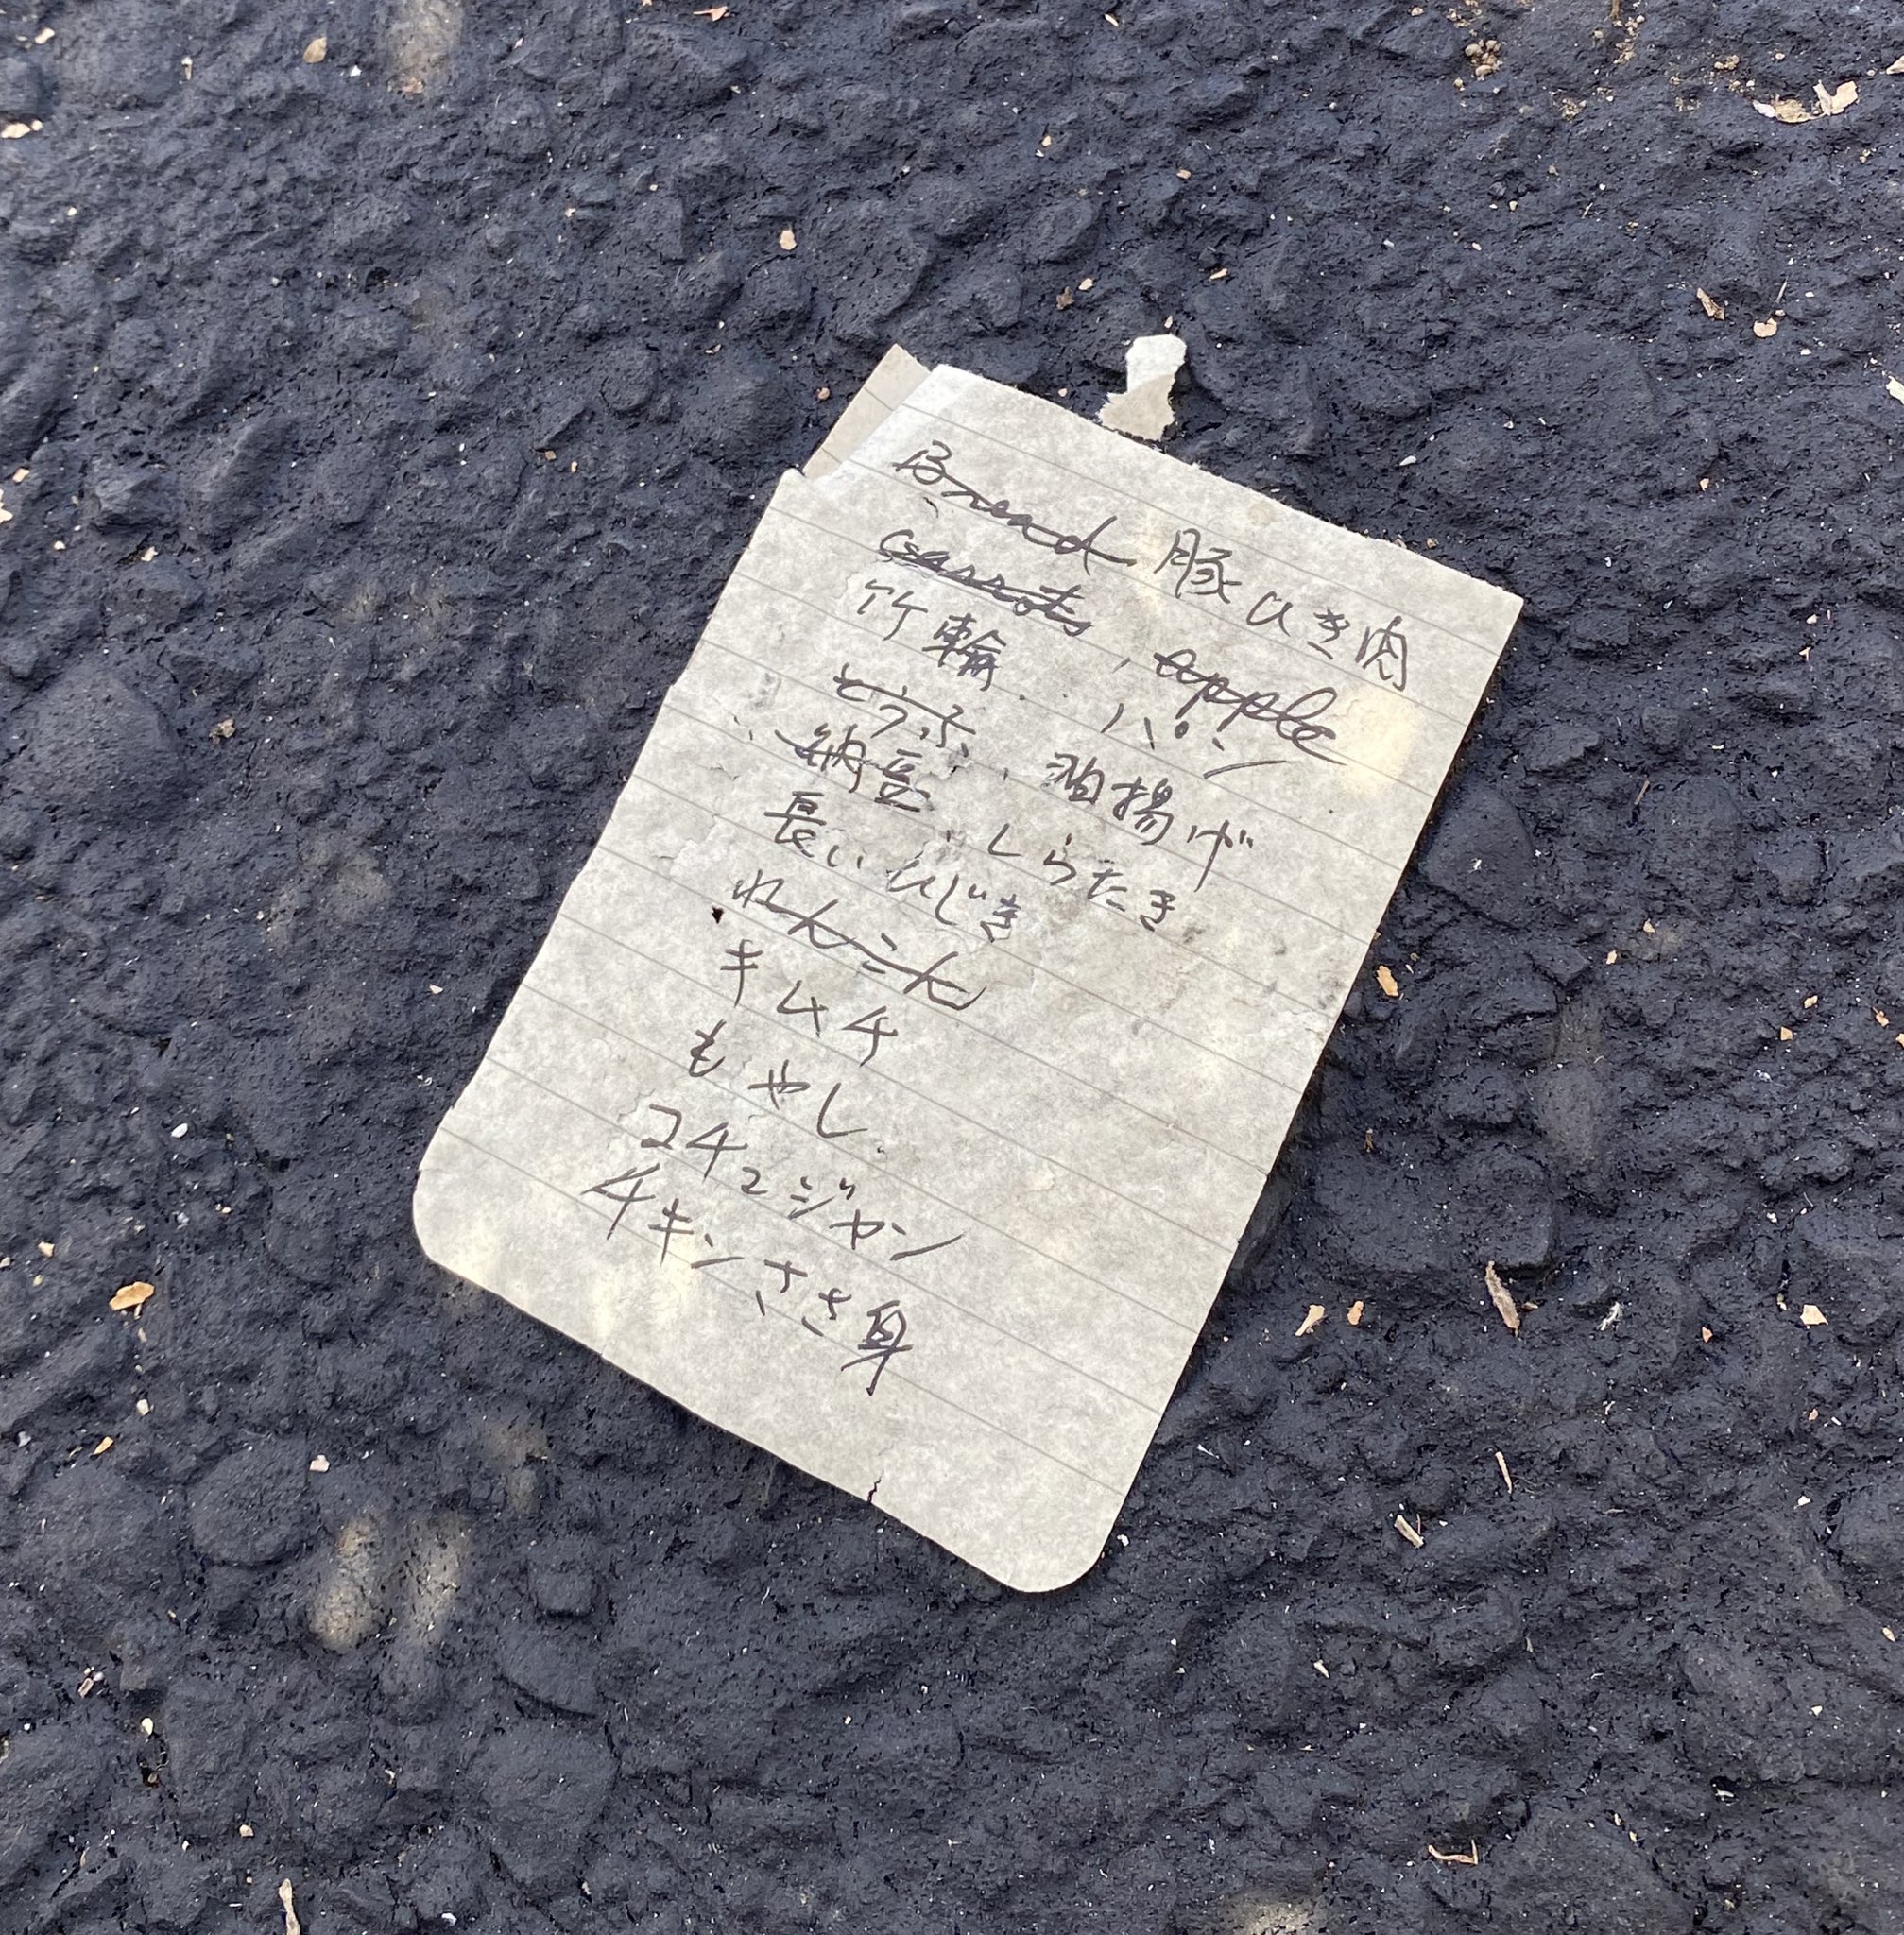 Bread 豚ひき肉
carrots , apple
竹輪 パン
とうふ 油揚げ
納豆 しらたき
長いひじき
れんこん
キムチ
もやし
コチュジャン
チキンささ身